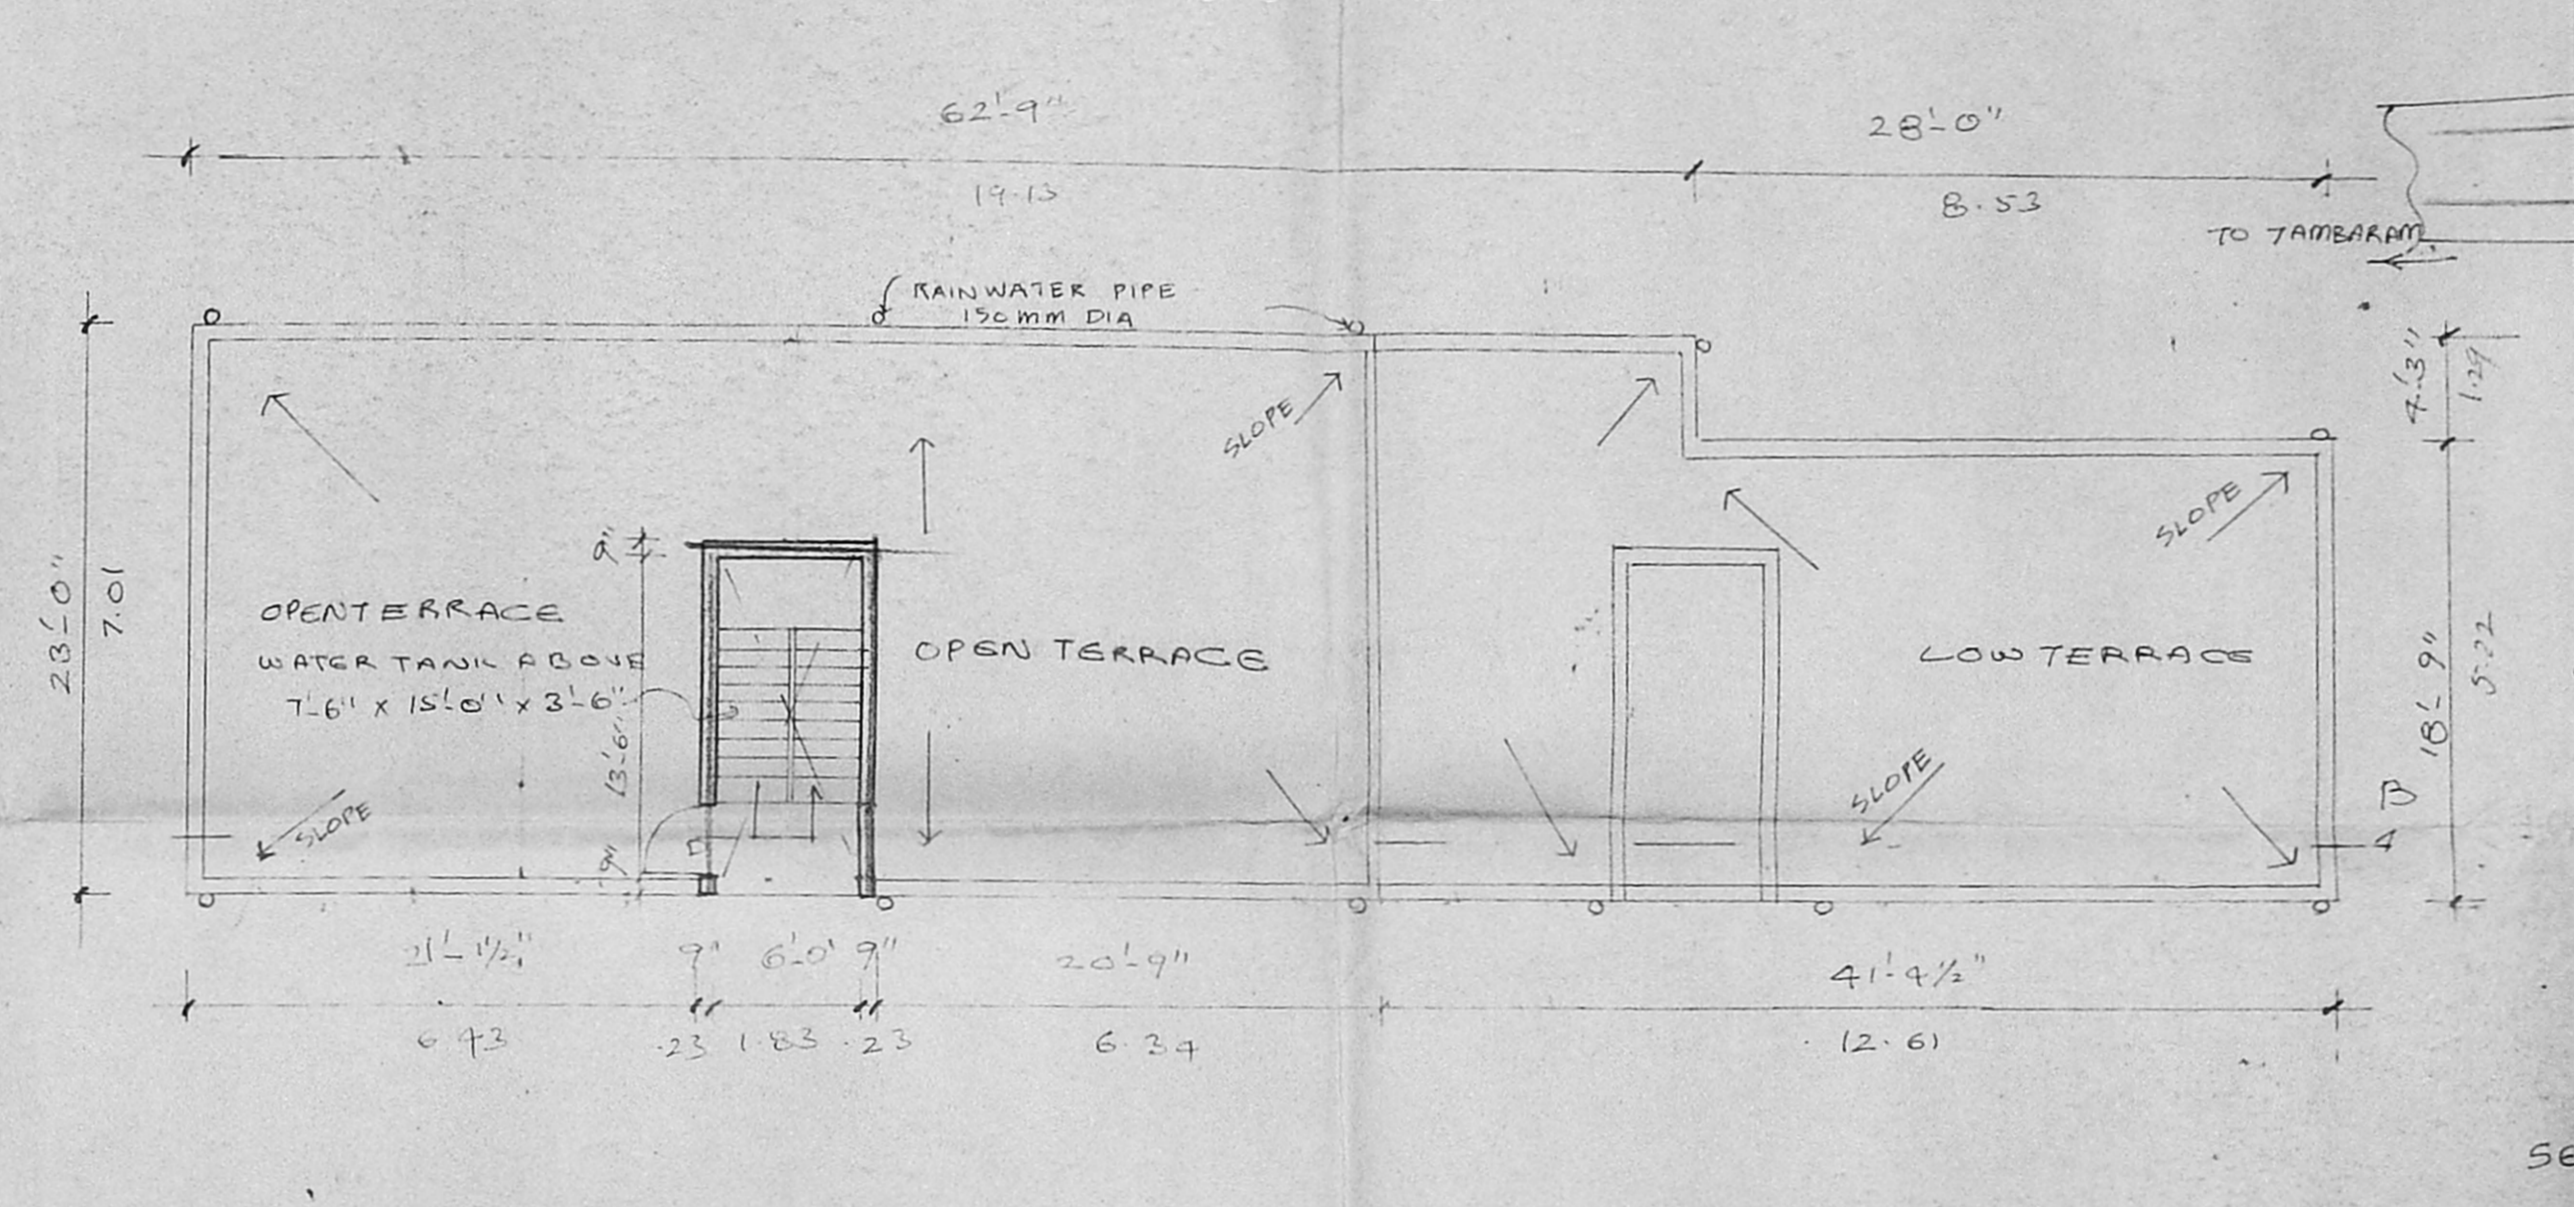 62'-9"
28'-0"
19.13
8.53
TO TAMBARAM
RAINWATER PIPE
150mm DIA
4'-3"
1.29
SLOPE
SLOPE
9"
23'-0"
7.01
OPEN TERRACE
WATER TANK ABOVE
7'-6" x 15'-0" x 3'-6"
13'-6"
OPEN TERRACE
LOW TERRACE
18'-9"
5.22
SLOPE
SLOPE
B
9"
D
21'-1½"
9"
6'-0'
9"
20'-9"
41'-4½"
6.43
.23
1.83
.23
6.34
12.61
SE